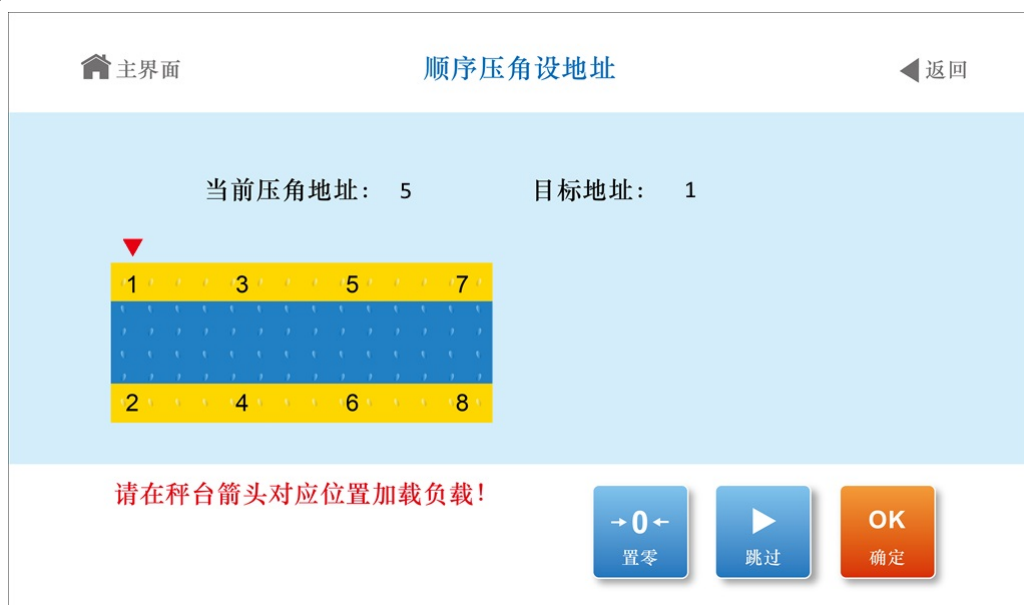 主界面 顺序压角设地址 返回
当前压角地址： 5 目标地址： 1
1 3 5 7
2 4 6 8
请在秤台箭头对应位置加载负载！
→0← OK
置零 跳过 确定